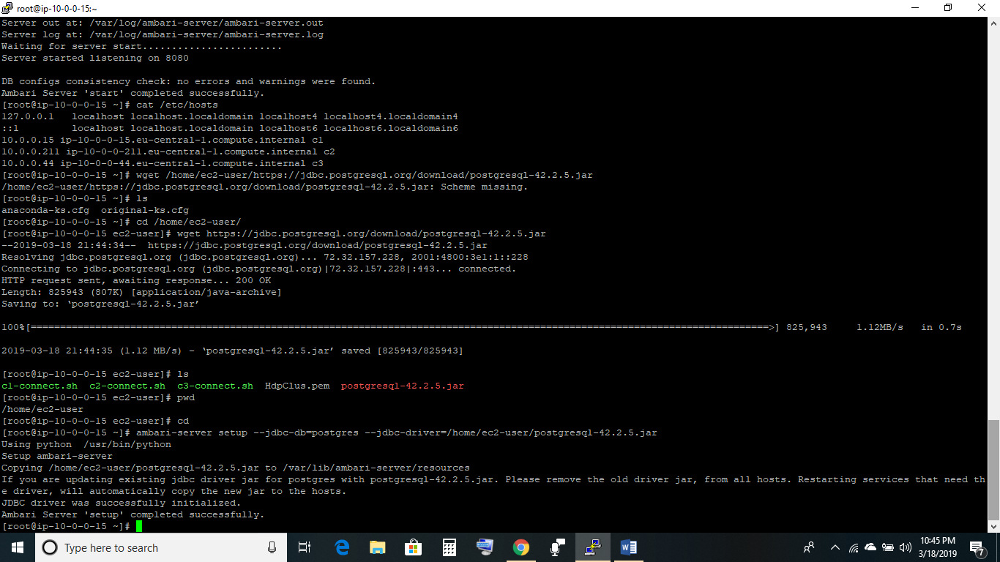 root@ip-10-0-0-15:~
Server out at: /var/log/ambari-server/ambari-server.out
Server log at: /var/log/ambari-server/ambari-server.log
Waiting for server start........................
Server started listening on 8080
DB configs consistency check: no errors and warnings were found.
Ambari Server 'start' completed successfully.
[root@ip-10-0-0-15 ~]# cat /etc/hosts
127.0.0.1   localhost localhost.localdomain localhost4 localhost4.localdomain4
::1         localhost localhost.localdomain localhost6 localhost6.localdomain6
10.0.0.15 ip-10-0-0-15.eu-central-1.compute.internal c1
10.0.0.211 ip-10-0-0-211.eu-central-1.compute.internal c2
10.0.0.44 ip-10-0-0-44.eu-central-1.compute.internal c3
[root@ip-10-0-0-15 ~]# wget /home/ec2-user/https://jdbc.postgresql.org/download/postgresql-42.2.5.jar
/home/ec2-user/https://jdbc.postgresql.org/download/postgresql-42.2.5.jar: Scheme missing.
[root@ip-10-0-0-15 ~]# ls
anaconda-ks.cfg  original-ks.cfg
[root@ip-10-0-0-15 ~]# cd /home/ec2-user/
[root@ip-10-0-0-15 ec2-user]# wget https://jdbc.postgresql.org/download/postgresql-42.2.5.jar
--2019-03-18 21:44:34--  https://jdbc.postgresql.org/download/postgresql-42.2.5.jar
Resolving jdbc.postgresql.org (jdbc.postgresql.org)... 72.32.157.228, 2001:4800:3e1:1::228
Connecting to jdbc.postgresql.org (jdbc.postgresql.org)|72.32.157.228|:443... connected.
HTTP request sent, awaiting response... 200 OK
Length: 825943 (807K) [application/java-archive]
Saving to: ‘postgresql-42.2.5.jar’
100%[==============================================================================================================================>] 825,943     1.12MB/s   in 0.7s
2019-03-18 21:44:35 (1.12 MB/s) - ‘postgresql-42.2.5.jar’ saved [825943/825943]
[root@ip-10-0-0-15 ec2-user]# ls
c1-connect.sh  c2-connect.sh  c3-connect.sh  HdpClus.pem  postgresql-42.2.5.jar
[root@ip-10-0-0-15 ec2-user]# pwd
/home/ec2-user
[root@ip-10-0-0-15 ec2-user]# cd
[root@ip-10-0-0-15 ~]# ambari-server setup --jdbc-db=postgres --jdbc-driver=/home/ec2-user/postgresql-42.2.5.jar
Using python  /usr/bin/python
Setup ambari-server
Copying /home/ec2-user/postgresql-42.2.5.jar to /var/lib/ambari-server/resources
If you are updating existing jdbc driver jar for postgres with postgresql-42.2.5.jar. Please remove the old driver jar, from all hosts. Restarting services that need th
e driver, will automatically copy the new jar to the hosts.
JDBC driver was successfully initialized.
Ambari Server 'setup' completed successfully.
[root@ip-10-0-0-15 ~]#
Type here to search
10:45 PM
3/18/2019
7